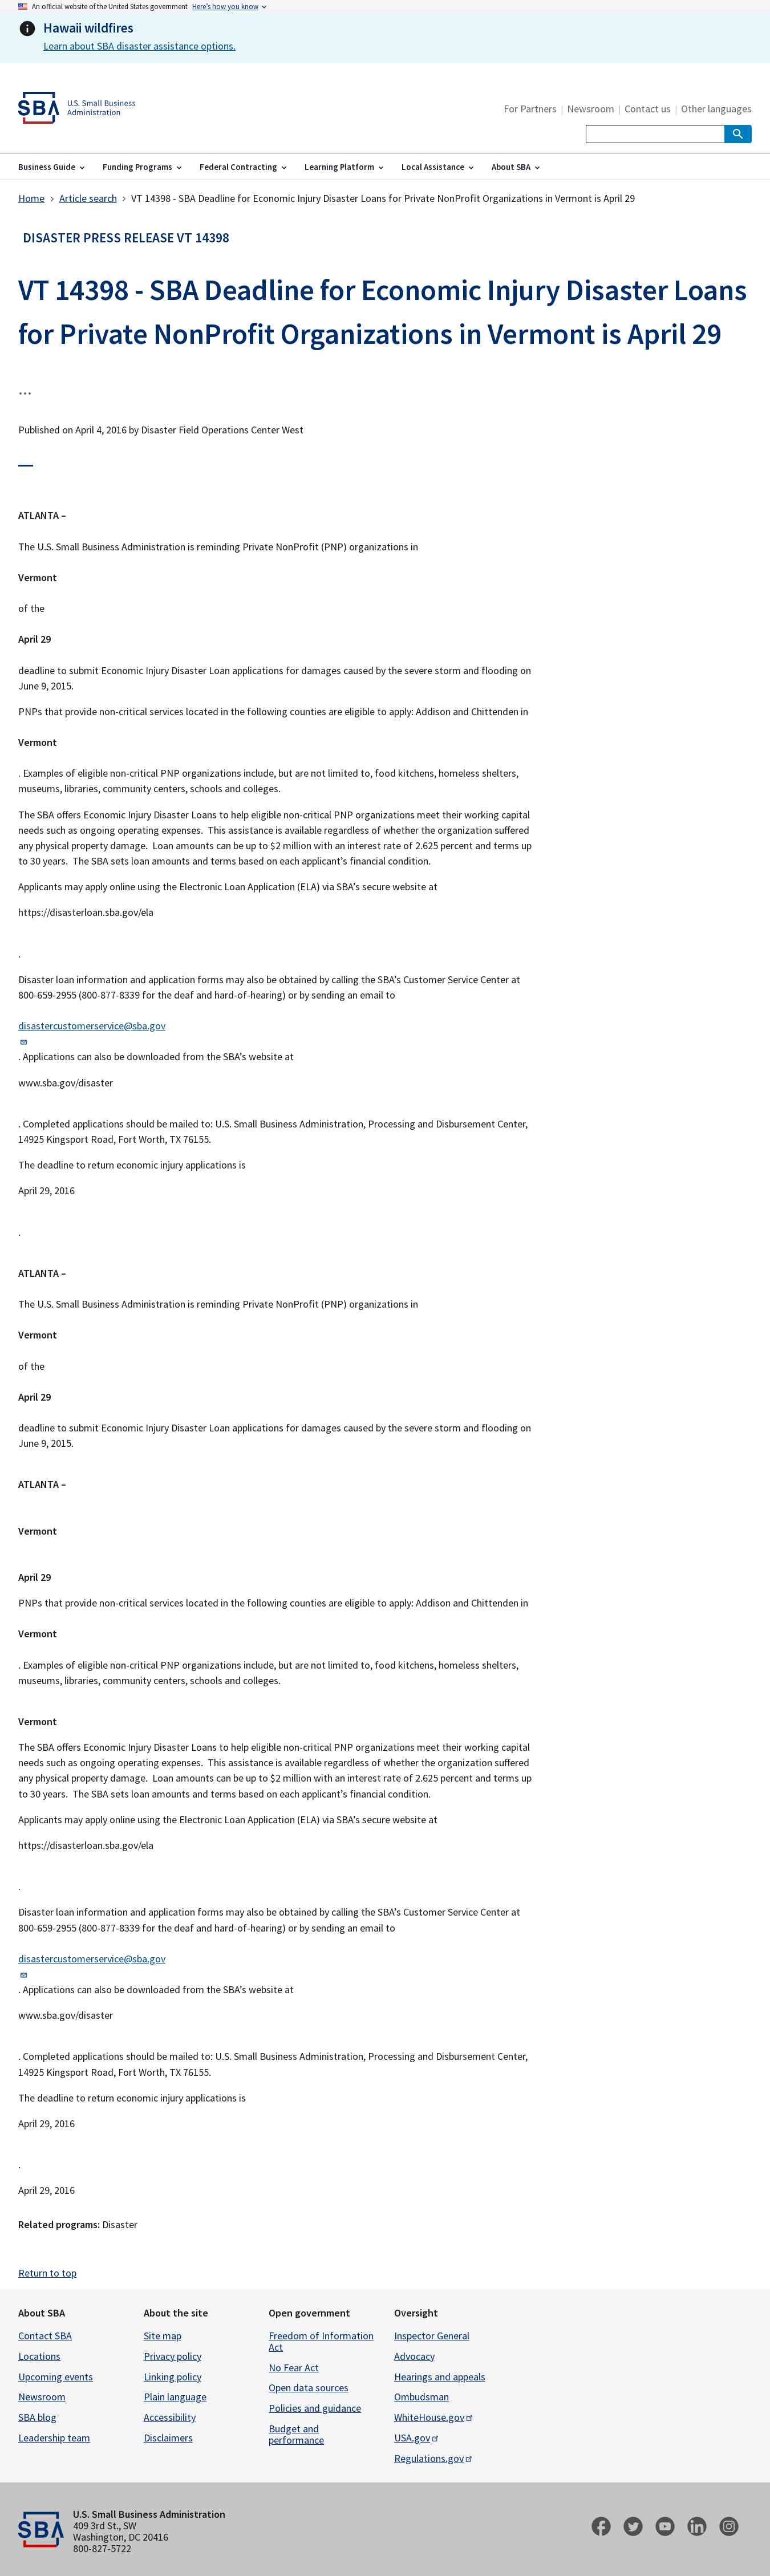 An official website of the United States government Here’s how you know
Hawaii wildfires
Learn about SBA disaster assistance options.
SBA
U.S. Small Business
Administration
For Partners | Newsroom | Contact us | Other languages
Business Guide Funding Programs Federal Contracting Learning Platform Local Assistance About SBA
Home > Article search > VT 14398 - SBA Deadline for Economic Injury Disaster Loans for Private NonProfit Organizations in Vermont is April 29
DISASTER PRESS RELEASE VT 14398
VT 14398 - SBA Deadline for Economic Injury Disaster Loans
for Private NonProfit Organizations in Vermont is April 29
...
Published on April 4, 2016 by Disaster Field Operations Center West
ATLANTA –
The U.S. Small Business Administration is reminding Private NonProfit (PNP) organizations in
Vermont
of the
April 29
deadline to submit Economic Injury Disaster Loan applications for damages caused by the severe storm and flooding on
June 9, 2015.
PNPs that provide non-critical services located in the following counties are eligible to apply: Addison and Chittenden in
Vermont
. Examples of eligible non-critical PNP organizations include, but are not limited to, food kitchens, homeless shelters,
museums, libraries, community centers, schools and colleges.
The SBA offers Economic Injury Disaster Loans to help eligible non-critical PNP organizations meet their working capital
needs such as ongoing operating expenses.  This assistance is available regardless of whether the organization suffered
any physical property damage.  Loan amounts can be up to $2 million with an interest rate of 2.625 percent and terms up
to 30 years.  The SBA sets loan amounts and terms based on each applicant’s financial condition.
Applicants may apply online using the Electronic Loan Application (ELA) via SBA’s secure website at
https://disasterloan.sba.gov/ela
.
Disaster loan information and application forms may also be obtained by calling the SBA’s Customer Service Center at
800-659-2955 (800-877-8339 for the deaf and hard-of-hearing) or by sending an email to
disastercustomerservice@sba.gov
. Applications can also be downloaded from the SBA’s website at
www.sba.gov/disaster
. Completed applications should be mailed to: U.S. Small Business Administration, Processing and Disbursement Center,
14925 Kingsport Road, Fort Worth, TX 76155.
The deadline to return economic injury applications is
April 29, 2016
.
ATLANTA –
The U.S. Small Business Administration is reminding Private NonProfit (PNP) organizations in
Vermont
of the
April 29
deadline to submit Economic Injury Disaster Loan applications for damages caused by the severe storm and flooding on
June 9, 2015.
ATLANTA –
Vermont
April 29
PNPs that provide non-critical services located in the following counties are eligible to apply: Addison and Chittenden in
Vermont
. Examples of eligible non-critical PNP organizations include, but are not limited to, food kitchens, homeless shelters,
museums, libraries, community centers, schools and colleges.
Vermont
The SBA offers Economic Injury Disaster Loans to help eligible non-critical PNP organizations meet their working capital
needs such as ongoing operating expenses.  This assistance is available regardless of whether the organization suffered
any physical property damage.  Loan amounts can be up to $2 million with an interest rate of 2.625 percent and terms up
to 30 years.  The SBA sets loan amounts and terms based on each applicant’s financial condition.
Applicants may apply online using the Electronic Loan Application (ELA) via SBA’s secure website at
https://disasterloan.sba.gov/ela
.
Disaster loan information and application forms may also be obtained by calling the SBA’s Customer Service Center at
800-659-2955 (800-877-8339 for the deaf and hard-of-hearing) or by sending an email to
disastercustomerservice@sba.gov
. Applications can also be downloaded from the SBA’s website at
www.sba.gov/disaster
. Completed applications should be mailed to: U.S. Small Business Administration, Processing and Disbursement Center,
14925 Kingsport Road, Fort Worth, TX 76155.
The deadline to return economic injury applications is
April 29, 2016
.
April 29, 2016
Related programs: Disaster
Return to top
About SBA
Contact SBA
Locations
Upcoming events
Newsroom
SBA blog
Leadership team
About the site
Site map
Privacy policy
Linking policy
Plain language
Accessibility
Disclaimers
Open government
Freedom of Information
Act
No Fear Act
Open data sources
Policies and guidance
Budget and
performance
Oversight
Inspector General
Advocacy
Hearings and appeals
Ombudsman
WhiteHouse.gov
USA.gov
Regulations.gov
SBA
U.S. Small Business Administration
409 3rd St., SW
Washington, DC 20416
800-827-5722